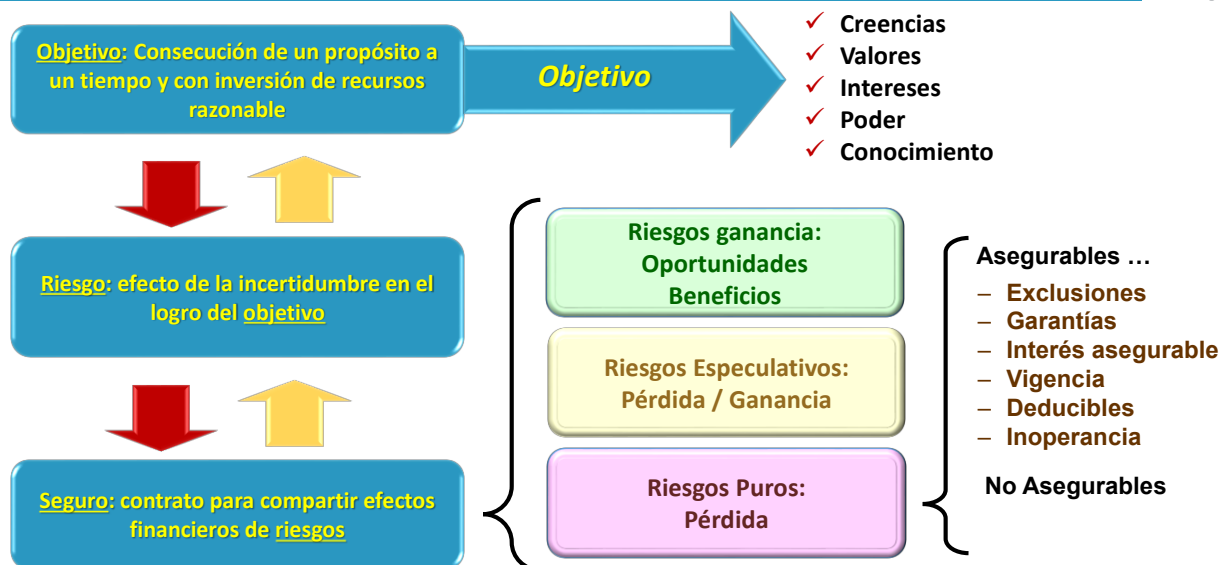 Objetivo: Consecución de un propósito a
un tiempo y con inversión de recursos
razonable
Objetivo
✓ Creencias
✓ Valores
✓ Intereses
✓ Poder
✓ Conocimiento
Riesgo: efecto de la incertidumbre en el
logro del objetivo
Seguro: contrato para compartir efectos
financieros de riesgos
Riesgos ganancia:
Oportunidades
Beneficios
Riesgos Especulativos:
Pérdida / Ganancia
Riesgos Puros:
Pérdida
Asegurables …
– Exclusiones
– Garantías
– Interés asegurable
– Vigencia
– Deducibles
– Inoperancia
No Asegurables